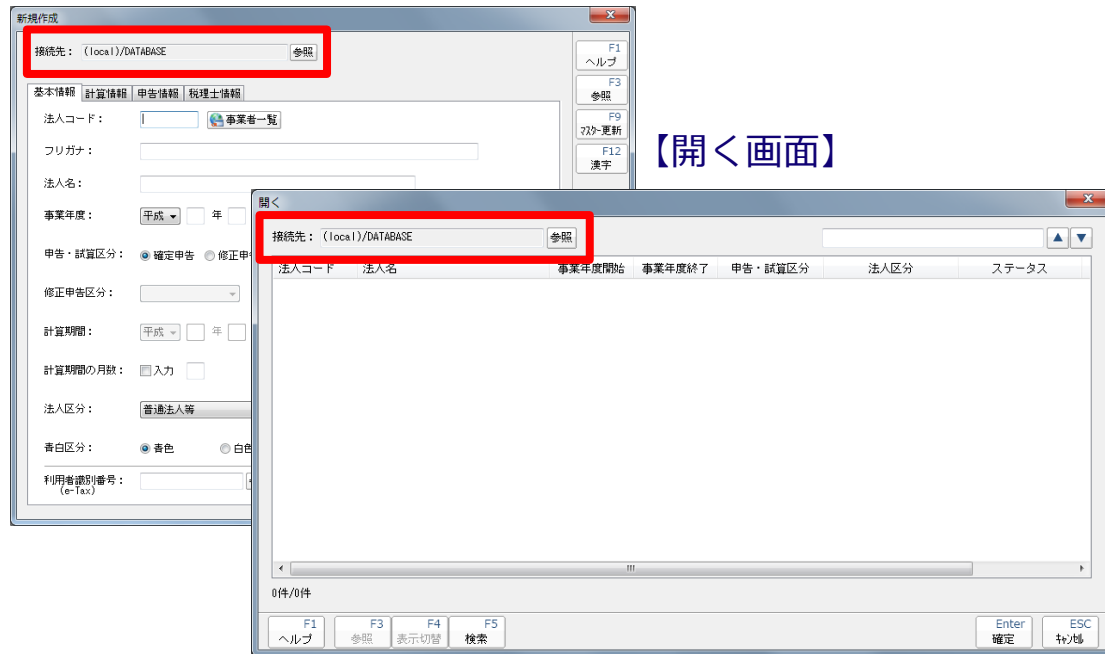 新規作成
接続先： (local)/DATABASE 参照
F1 ヘルプ
F3 参照
F9 ﾏｽﾀｰ更新
F12 漢字
基本情報 計算情報 申告情報 税理士情報
法人コード： 事業者一覧
フリガナ：
法人名：
事業年度： 平成 年
申告・試算区分： 確定申告 修正申
修正申告区分：
計算期間： 平成 年
計算期間の月数： 入力
法人区分： 普通法人等
青白区分： 青色 白色
利用者識別番号：
(e-Tax)
【開く画面】
開く
接続先： (local)/DATABASE 参照
法人コード 法人名 事業年度開始 事業年度終了 申告・試算区分 法人区分 ステータス
0件/0件
F1 ヘルプ F3 参照 F4 表示切替 F5 検索 Enter 確定 ESC ｷｬﾝｾﾙ